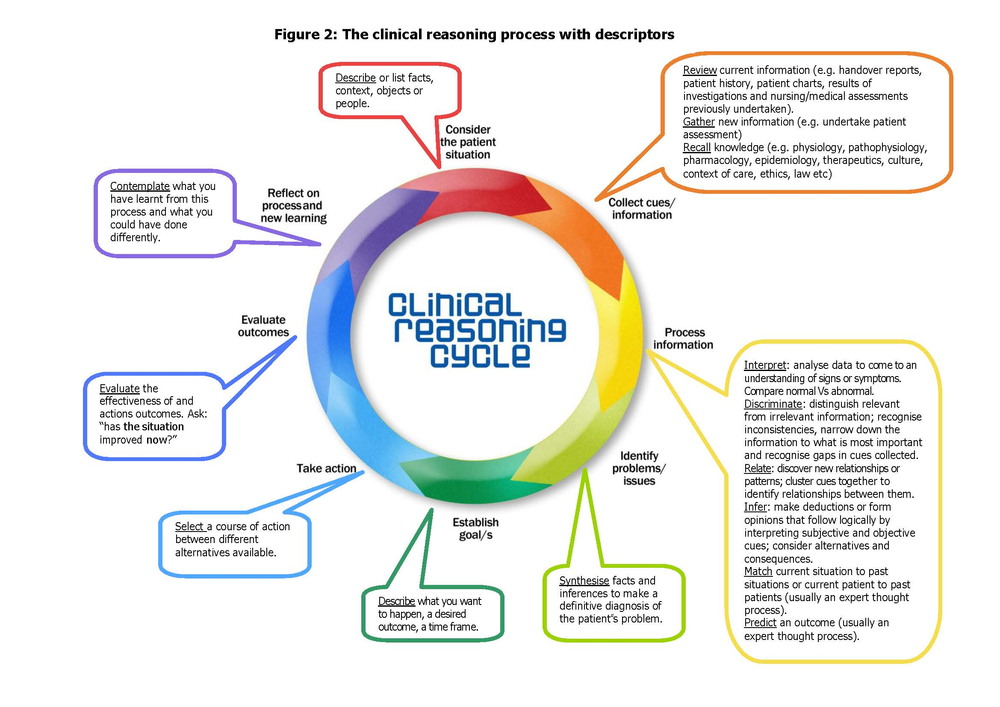 Figure 2: The clinical reasoning process with descriptors
Describe or list facts,
context, objects or
people.
Consider
the patient
situation
Review current information (e.g. handover reports,
patient history, patient charts, results of
investigations and nursing/medical assessments
previously undertaken).
Gather new information (e.g. undertake patient
assessment)
Recall knowledge (e.g. physiology, pathophysiology,
pharmacology, epidemiology, therapeutics, culture,
context of care, ethics, law etc)
Collect cues/
information
Process
information
Interpret: analyse data to come to an
understanding of signs or symptoms.
Compare normal Vs abnormal.
Discriminate: distinguish relevant
from irrelevant information; recognise
inconsistencies, narrow down the
information to what is most important
and recognise gaps in cues collected.
Relate: discover new relationships or
patterns; cluster cues together to
identify relationships between them.
Infer: make deductions or form
opinions that follow logically by
interpreting subjective and objective
cues; consider alternatives and
consequences.
Match current situation to past
situations or current patient to past
patients (usually an expert thought
process).
Predict an outcome (usually an
expert thought process).
Identify
problems/
issues
Synthesise facts and
inferences to make a
definitive diagnosis of
the patient‟s problem.
Establish
goal/s
Describe what you want
to happen, a desired
outcome, a time frame.
Take action
Select a course of action
between different
alternatives available.
Evaluate
outcomes
Evaluate the
effectiveness of and
actions outcomes. Ask:
“has the situation
improved now?”
Reflect on
process and
new learning
Contemplate what you
have learnt from this
process and what you
could have done
differently.
CLinical
reasoning
cycle